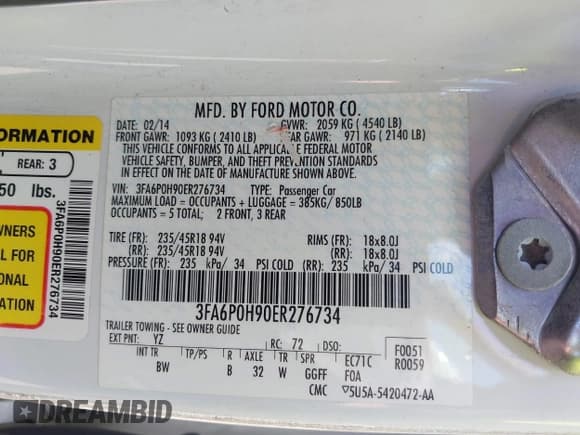 MFD. BY FORD MOTOR CO.
DATE: 02/14 GVWR: 2059 KG (4540 LB)
FRONT GAWR: 1093 KG (2410 LB) REAR GAWR: 971 KG (2140 LB)
THIS VEHICLE CONFORMS TO ALL APPLICABLE FEDERAL MOTOR
VEHICLE SAFETY, BUMPER, AND THEFT PREVENTION STANDARDS IN
EFFECT ON THE DATE OF MANUFACTURE SHOWN ABOVE.
VIN: 3FA6P0H90ER276734 TYPE: Passenger Car
MAXIMUM LOAD = OCCUPANTS + LUGGAGE = 385KG/ 850LB
OCCUPANTS = 5 TOTAL; 2 FRONT, 3 REAR
TIRE (FR): 235/45R18 94V RIMS (FR): 18x8.0J
(RR): 235/45R18 94V (RR): 18x8.0J
PRESSURE (FR): 235 kPa/ 34 PSI COLD (RR) 235 kPa/ 34 PSI COLD
3FA6P0H90ER276734
TRAILER TOWING - SEE OWNER GUIDE
EXT PNT: YZ RC: 72 DSO: F0051
R0059
INT TR TP/PS R AXLE TR SPR EC71C
BW B 32 W GGFF F0A
CMC ▽5U5A-5420472-AA
ORMATION
REAR: 3
50 lbs.
3FA6P0H90ER276734
WNERS
L FOR
ONAL
ATION
DREAMBID